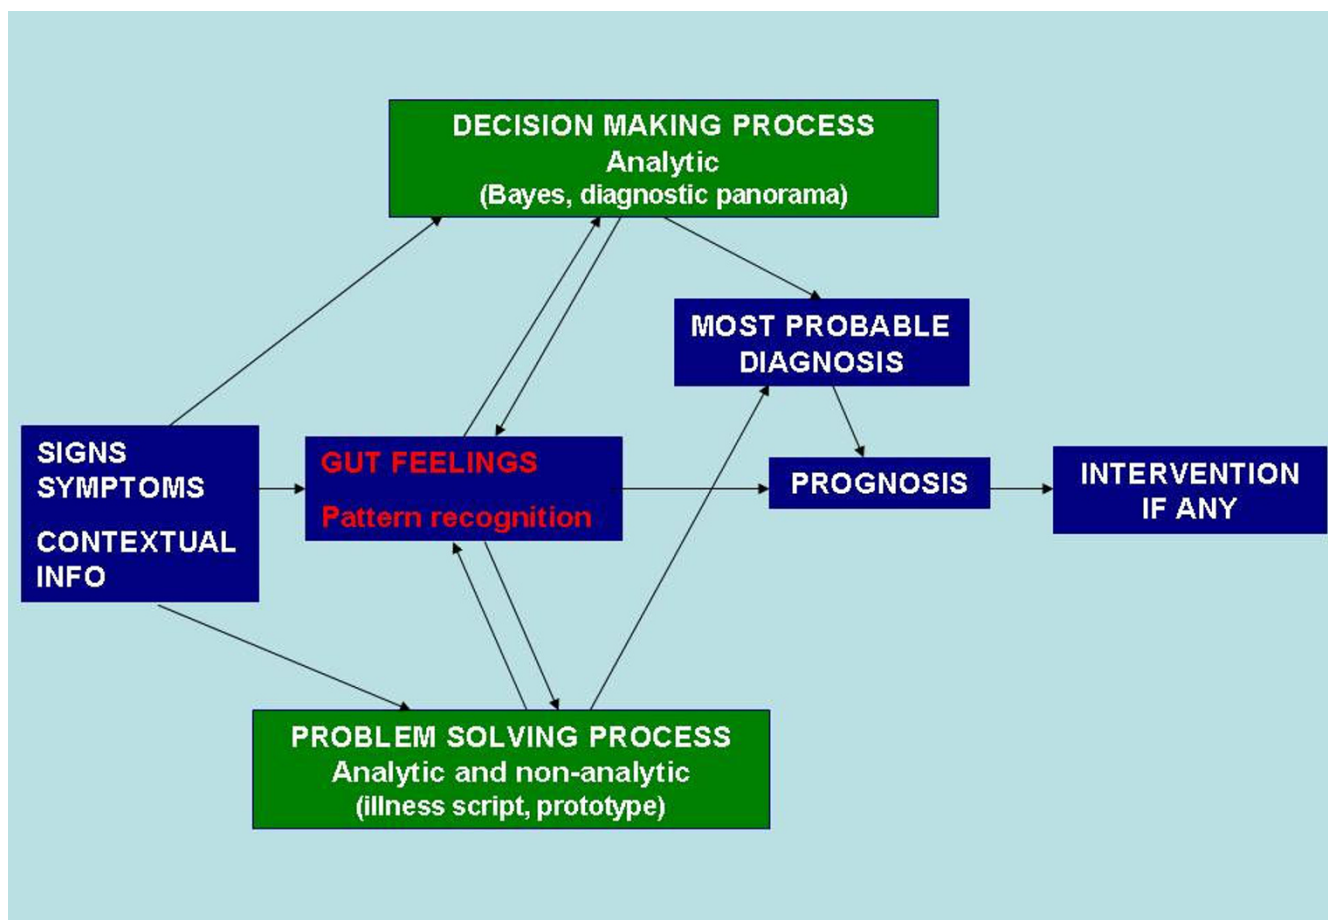 DECISION MAKING PROCESS
Analytic
(Bayes, diagnostic panorama)
MOST PROBABLE
DIAGNOSIS
SIGNS
SYMPTOMS
CONTEXTUAL
INFO
GUT FEELINGS
Pattern recognition
PROGNOSIS
INTERVENTION
IF ANY
PROBLEM SOLVING PROCESS
Analytic and non-analytic
(illness script, prototype)